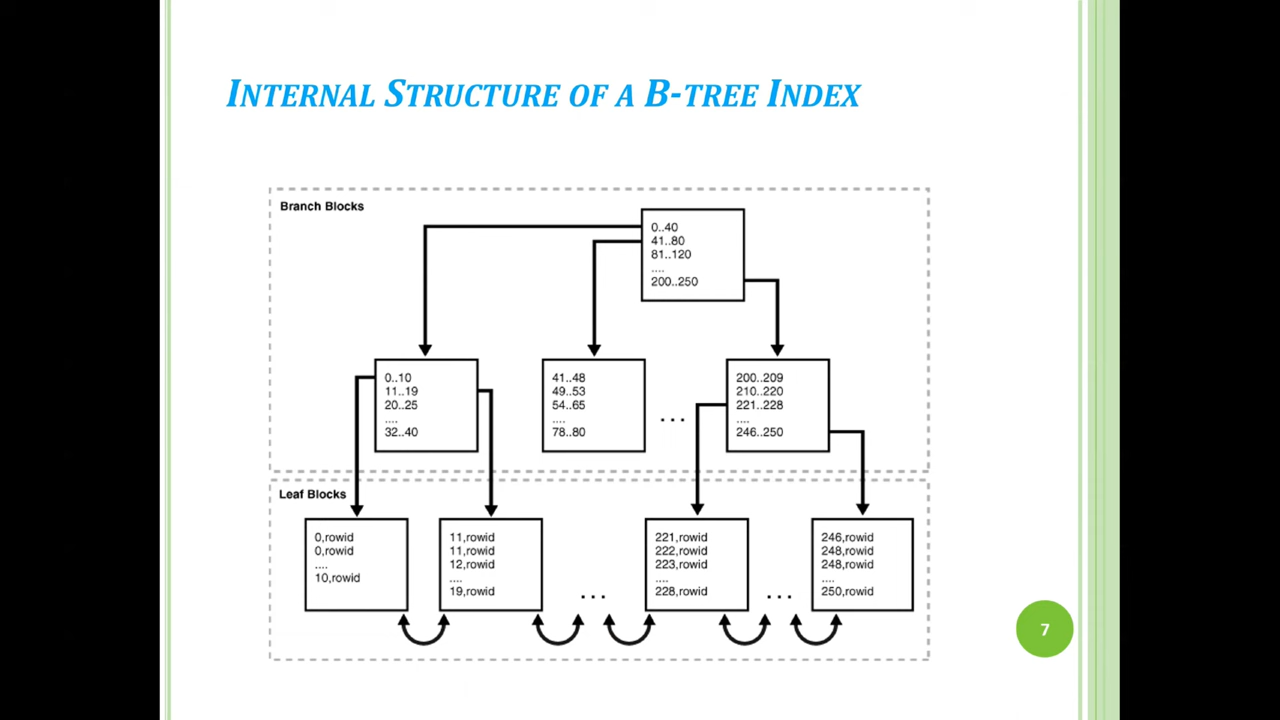 INTERNAL STRUCTURE OF A B-TREE INDEX
Branch Blocks
0..40
41..80
81..120
....
200..250
0..10
11..19
20..25
....
32..40
41..48
49..53
54..65
....
78..80
...
200..209
210..220
221..228
....
246..250
Leaf Blocks
0,rowid
0,rowid
....
10,rowid
11,rowid
11,rowid
12,rowid
....
19,rowid
...
221,rowid
222,rowid
223,rowid
....
228,rowid
...
246,rowid
248,rowid
248,rowid
....
250,rowid
7